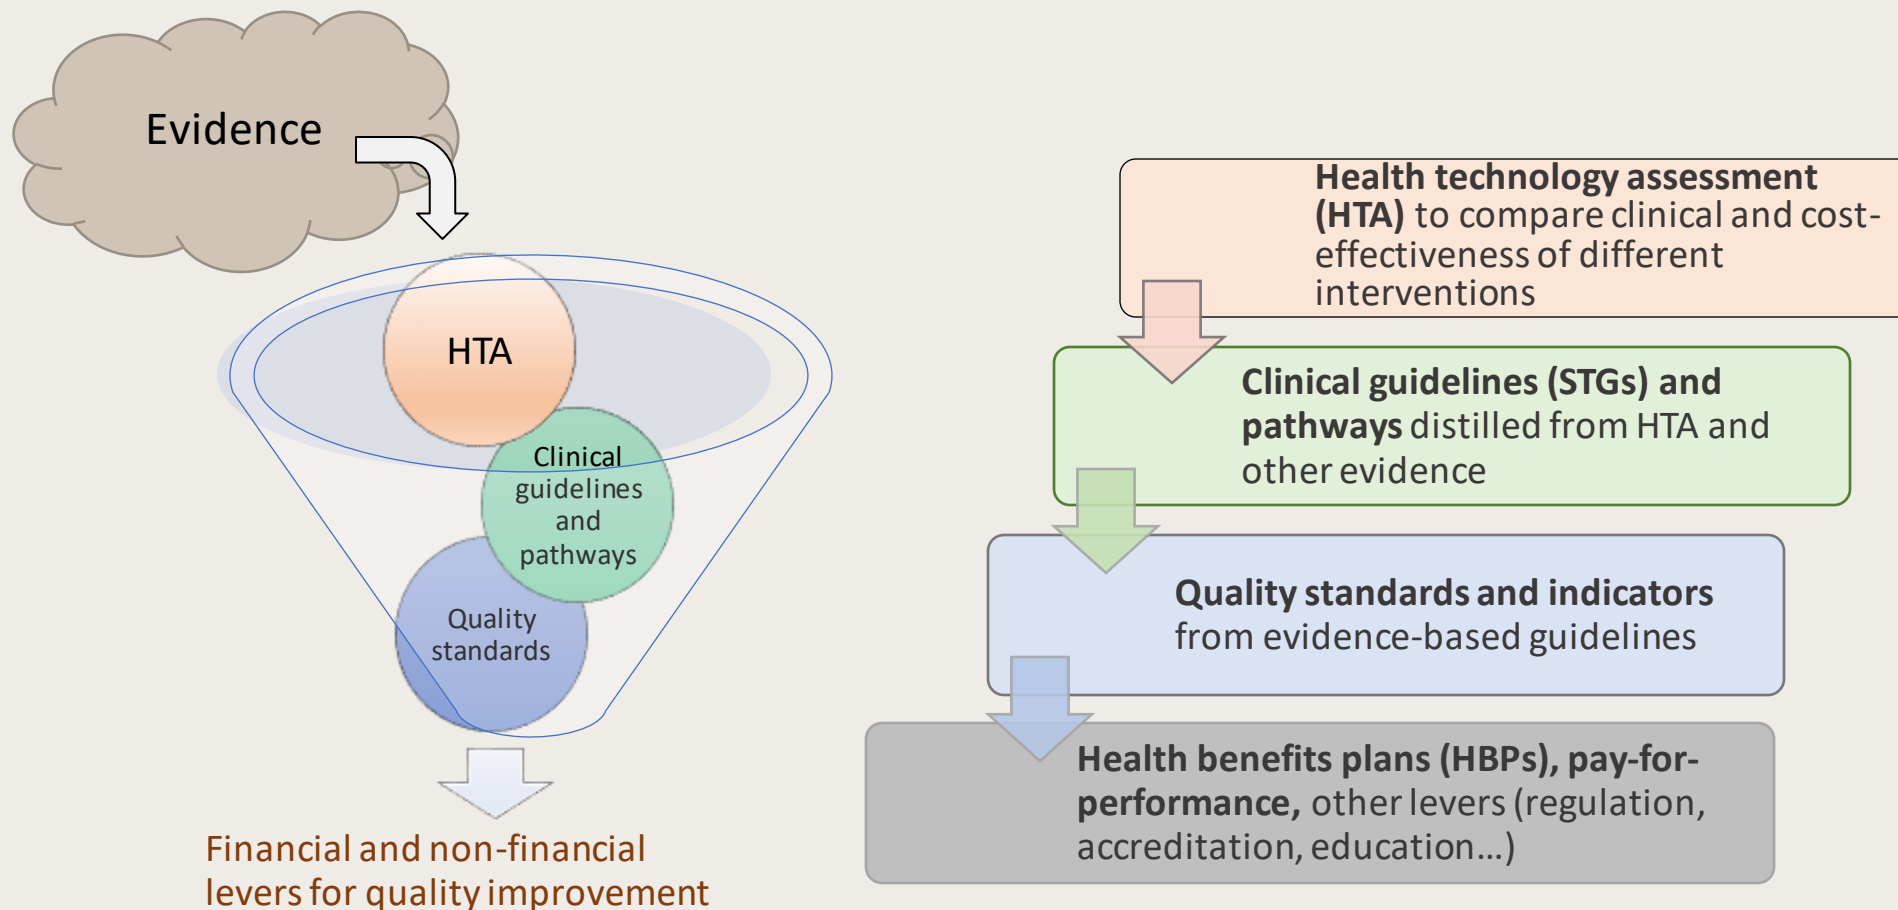 Evidence
HTA
Clinical
guidelines
and
pathways
Quality
standards
Financial and non-financial
levers for quality improvement
Health technology assessment
(HTA) to compare clinical and cost-
effectiveness of different
interventions
Clinical guidelines (STGs) and
pathways distilled from HTA and
other evidence
Quality standards and indicators
from evidence-based guidelines
Health benefits plans (HBPs), pay-for-
performance, other levers (regulation,
accreditation, education...)